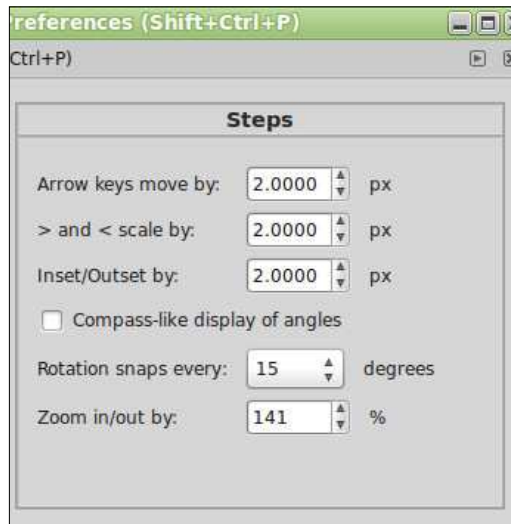 references (Shift+Ctrl+P)
Ctrl+P)
Steps
Arrow keys move by: 2.0000 px
> and < scale by: 2.0000 px
Inset/Outset by: 2.0000 px
Compass-like display of angles
Rotation snaps every: 15 degrees
Zoom in/out by: 141 %